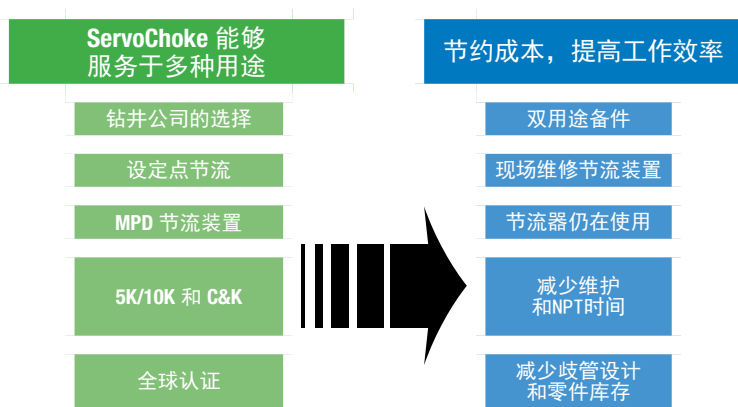 ServoChoke 能够
服务于多种用途
钻井公司的选择
设定点节流
MPD 节流装置
5K/10K 和 C&K
全球认证
节约成本，提高工作效率
双用途备件
现场维修节流装置
节流器仍在使用
减少维护
和NPT时间
减少歧管设计
和零件库存